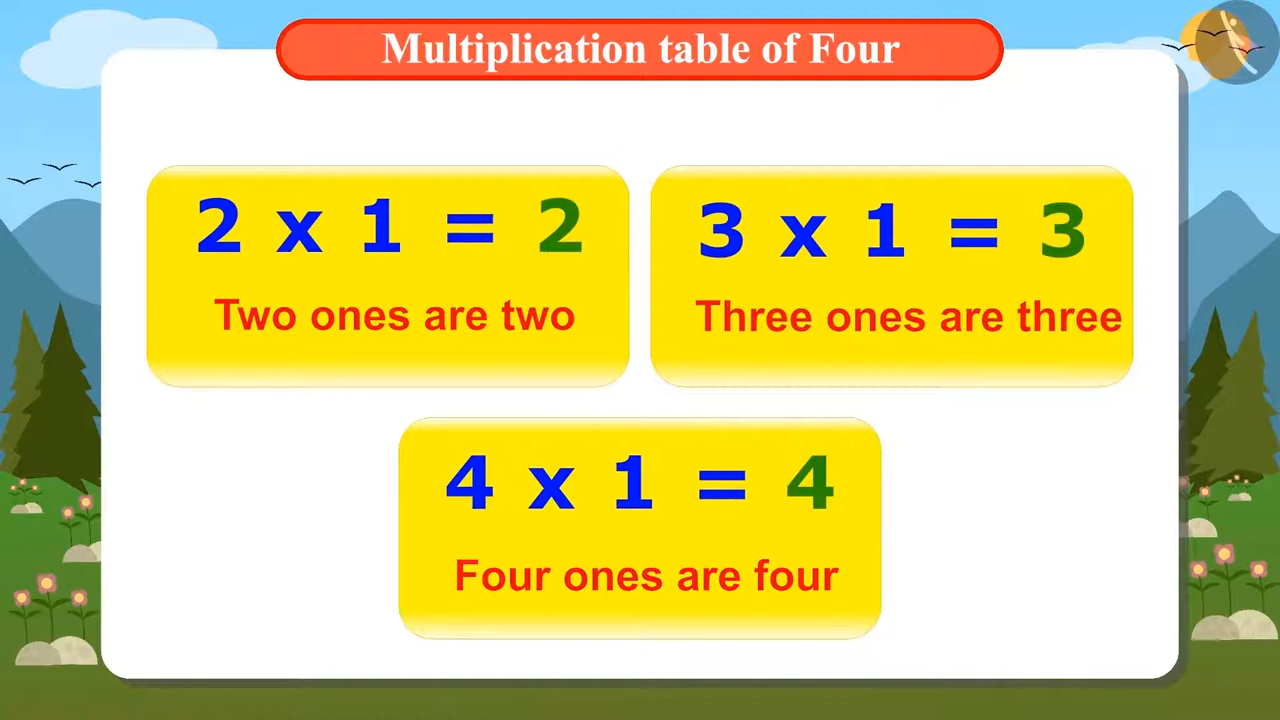 Multiplication table of Four
2 x 1 = 2
Two ones are two
3 x 1 = 3
Three ones are three
4 x 1 = 4
Four ones are four